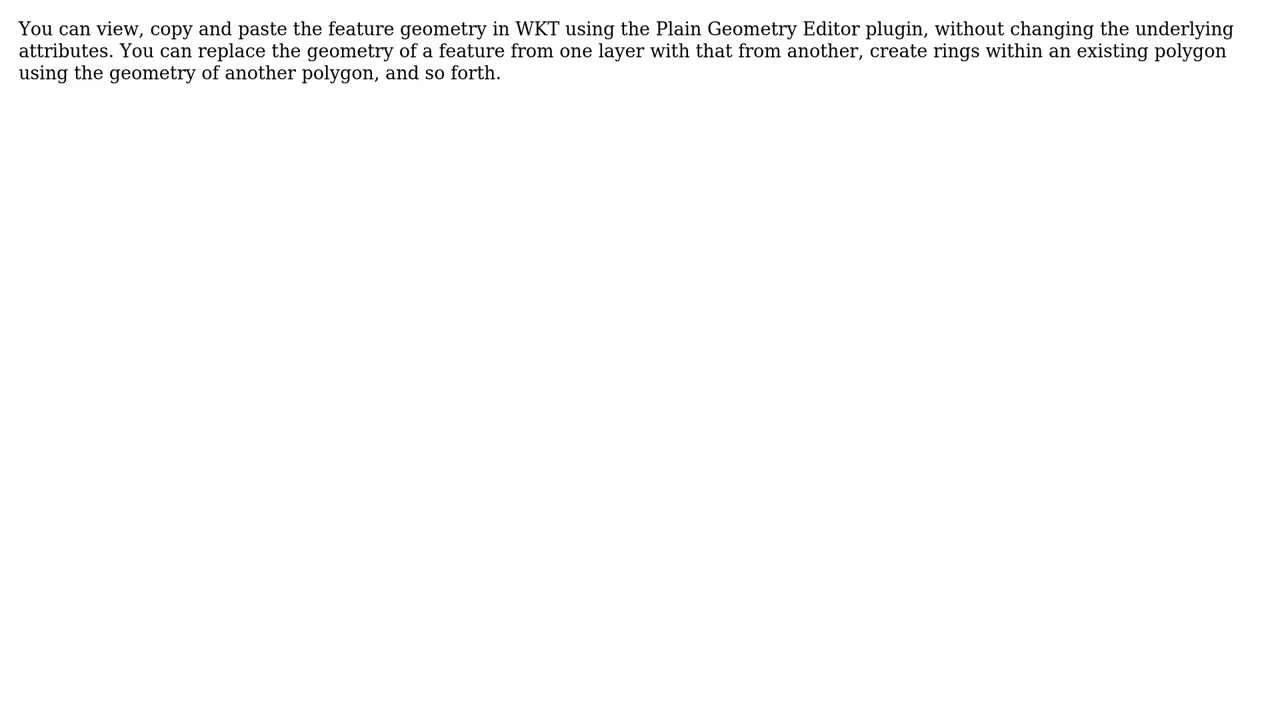 You can view, copy and paste the feature geometry in WKT using the Plain Geometry Editor plugin, without changing the underlying
attributes. You can replace the geometry of a feature from one layer with that from another, create rings within an existing polygon
using the geometry of another polygon, and so forth.